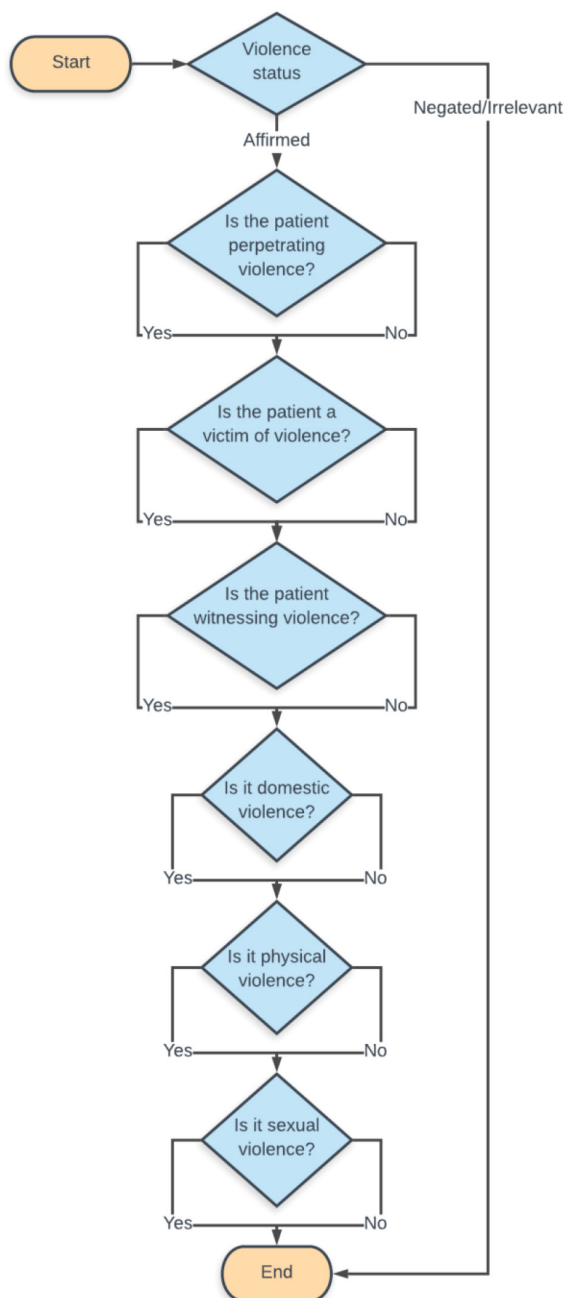 Start
Violence
status
Negated/Irrelevant
Affirmed
Is the patient
perpetrating
violence?
Yes
No
Is the patient a
victim of violence?
Yes
No
Is the patient
witnessing violence?
Yes
No
Is it domestic
violence?
Yes
No
Is it physical
violence?
Yes
No
Is it sexual
violence?
Yes
No
End